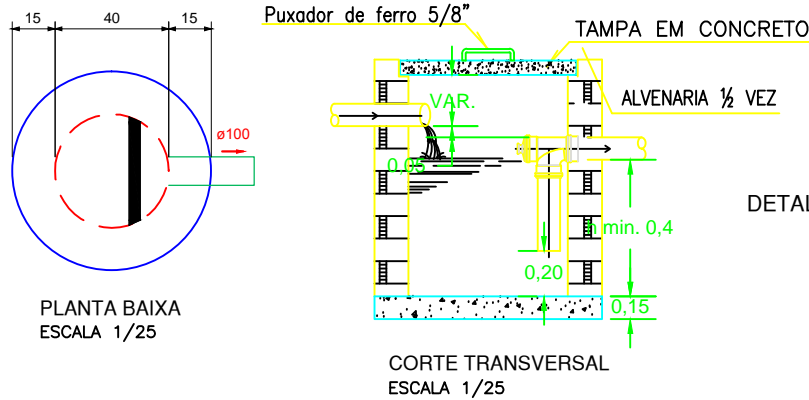 15 40 15
ø100
PLANTA BAIXA
ESCALA 1/25
Puxador de ferro 5/8”
TAMPA EM CONCRETO
ALVENARIA ½ VEZ
VAR.
0,05
h min. 0,4
0,20
0,15
DETAI
CORTE TRANSVERSAL
ESCALA 1/25